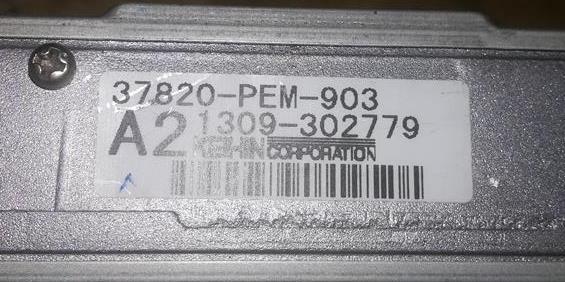 37820-PEM-903
A2 1309-302779
KEIHIN CORPORATION